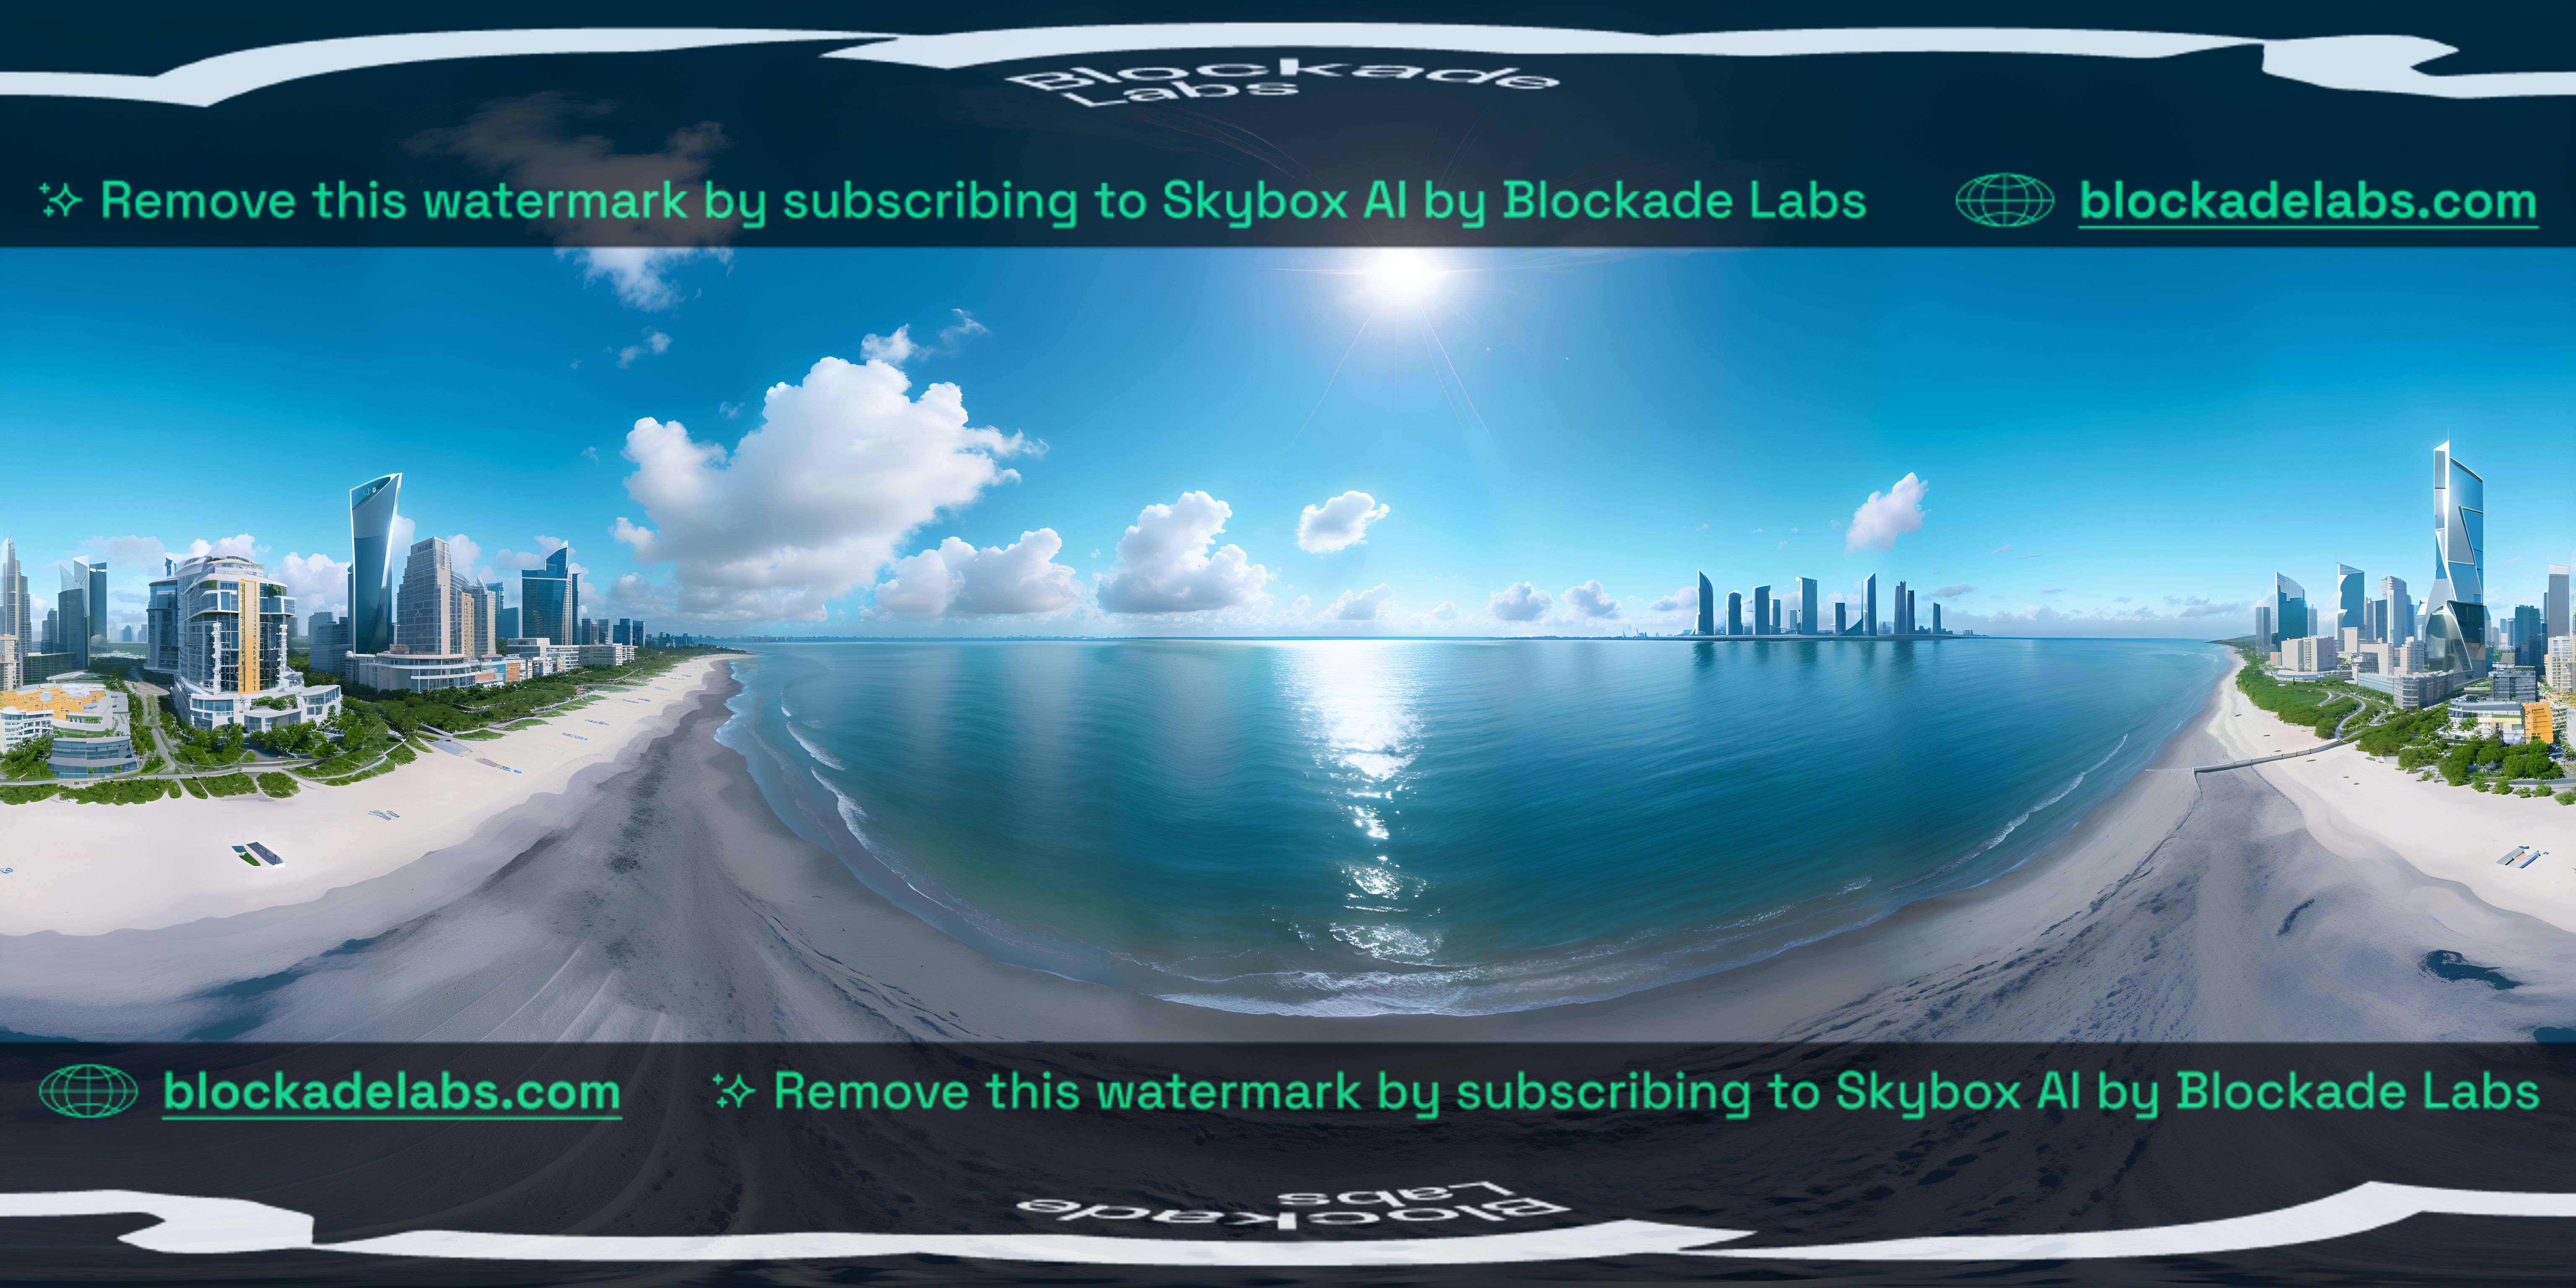 Blockade
Labs
Remove this watermark by subscribing to Skybox AI by Blockade Labs
blockadelabs.com
blockadelabs.com
Remove this watermark by subscribing to Skybox AI by Blockade Labs
Blockade
Labs